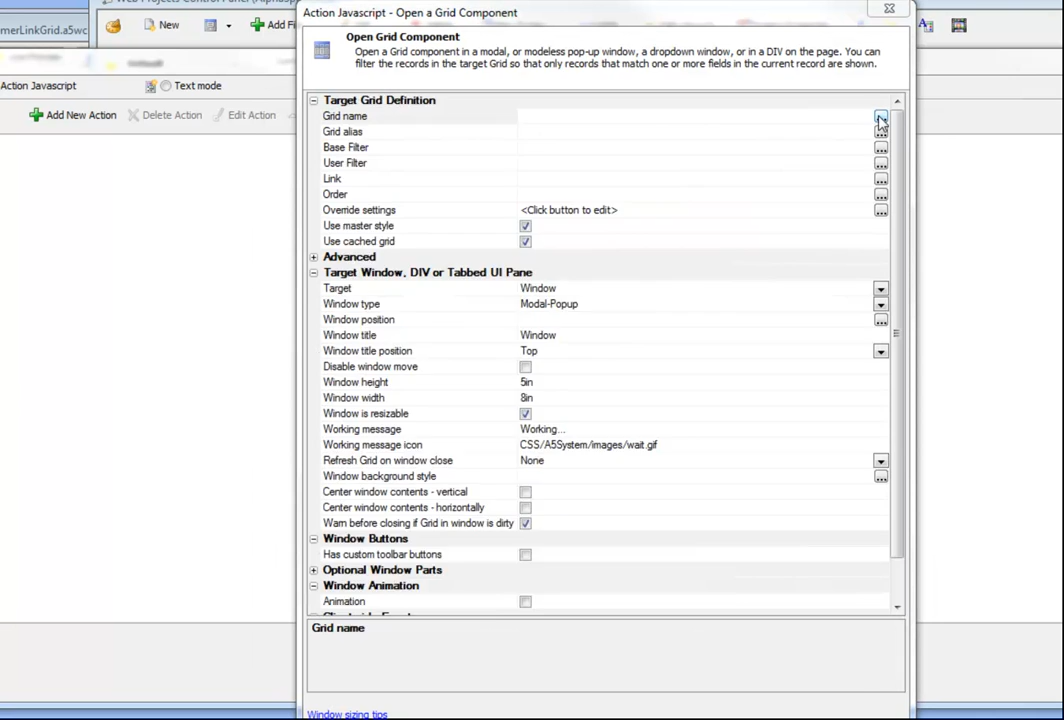 Web Projects Control Panel
Action Javascript - Open a Grid Component
merLinkGrid.a5wc
New
Add Fi
Open Grid Component
Open a Grid component in a modal, or modeless pop-up window, a dropdown window, or in a DIV on the page. You can
filter the records in the target Grid so that only records that match one or more fields in the current record are shown.
Action Javascript
Text mode
Add New Action
Delete Action
Edit Action
Target Grid Definition
Grid name
Grid alias
Base Filter
User Filter
Link
Order
Override settings <Click button to edit>
Use master style
Use cached grid
Advanced
Target Window, DIV or Tabbed UI Pane
Target Window
Window type Modal-Popup
Window position
Window title Window
Window title position Top
Disable window move
Window height 5in
Window width 8in
Window is resizable
Working message Working...
Working message icon CSS/A5System/images/wait.gif
Refresh Grid on window close None
Window background style
Center window contents - vertical
Center window contents - horizontally
Warn before closing if Grid in window is dirty
Window Buttons
Has custom toolbar buttons
Optional Window Parts
Window Animation
Animation
Grid name
Window sizing tips